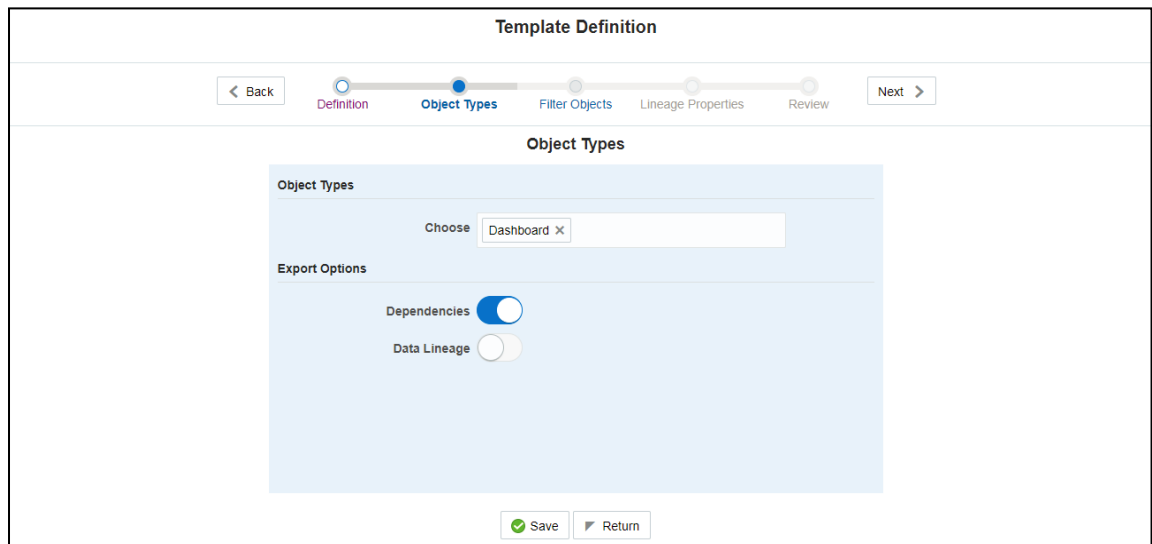 Template Definition
Back
Next
Definition
Object Types
Filter Objects
Lineage Properties
Review
Object Types
Object Types
Choose
Dashboard
Export Options
Dependencies
Data Lineage
Save
Return